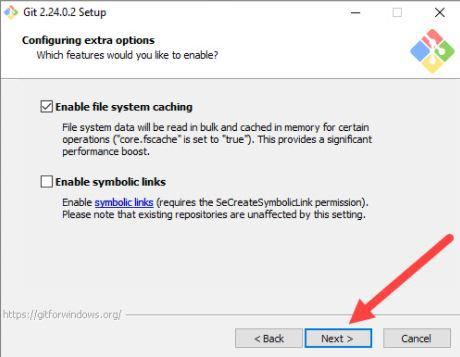 Git 2.24.0.2 Setup
Configuring extra options
Which features would you like to enable?
Enable file system caching
File system data will be read in bulk and cached in memory for certain
operations ("core.fscache" is set to "true"). This provides a significant
performance boost.
Enable symbolic links
Enable symbolic links (requires the SeCreateSymbolicLink permission).
Please note that existing repositories are unaffected by this setting.
https://gitforwindows.org/
< Back Next > Cancel